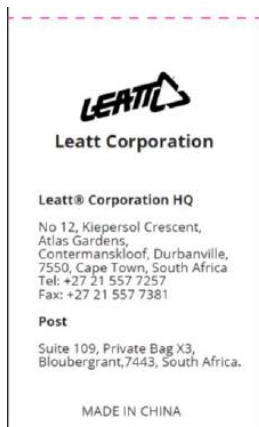 LEATT
Leatt Corporation
Leatt® Corporation HQ
No 12, Kiepersol Crescent,
Atlas Gardens,
Contermanskloof, Durbanville,
7550, Cape Town, South Africa
Tel: +27 21 557 7257
Fax: +27 21 557 7381
Post
Suite 109, Private Bag X3,
Bloubergrant,7443, South Africa.
MADE IN CHINA